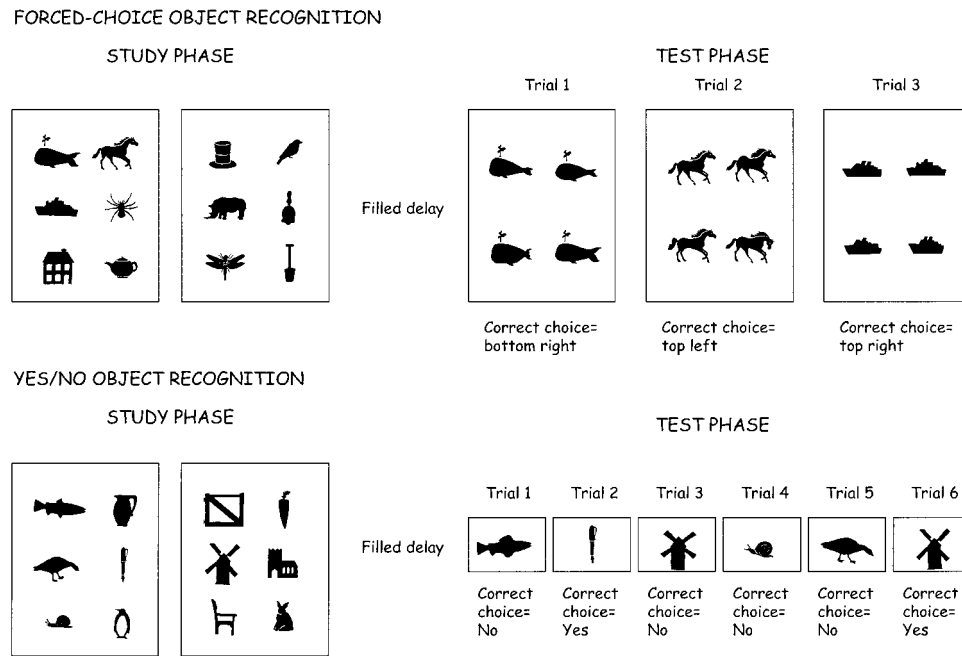 FORCED-CHOICE OBJECT RECOGNITION
STUDY PHASE
TEST PHASE
Trial 1
Trial 2
Trial 3
Filled delay
Correct choice=
bottom right
Correct choice=
top left
Correct choice=
top right
YES/NO OBJECT RECOGNITION
STUDY PHASE
TEST PHASE
Trial 1
Trial 2
Trial 3
Trial 4
Trial 5
Trial 6
Filled delay
Correct
choice=
No
Correct
choice=
Yes
Correct
choice=
No
Correct
choice=
No
Correct
choice=
No
Correct
choice=
Yes